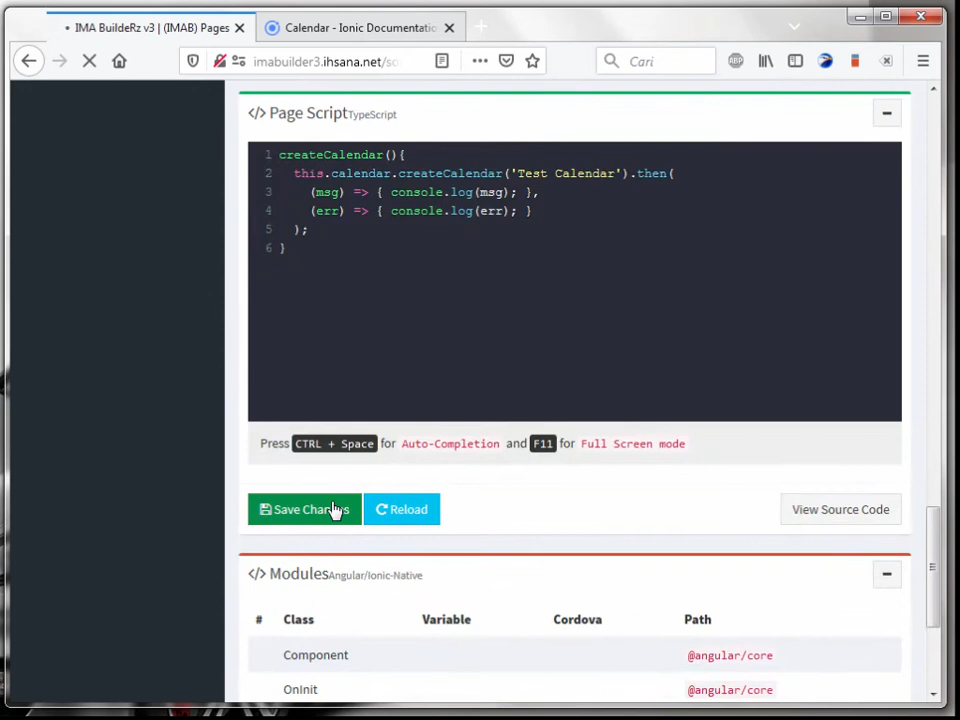 IMA BuildeRz v3 | (IMAB) Pages
Calendar - Ionic Documentatio
imabuilder3.ihsana.net/so
Cari
ABP
</> Page Script TypeScript
1 createCalendar(){
2 this.calendar.createCalendar('Test Calendar').then(
3 (msg) => { console.log(msg); },
4 (err) => { console.log(err); }
5 );
6 }
Press CTRL + Space for Auto-Completion and F11 for Full Screen mode
Save Changes
Reload
View Source Code
</> Modules Angular/Ionic-Native
# Class Variable Cordova Path
Component @angular/core
OnInit @angular/core